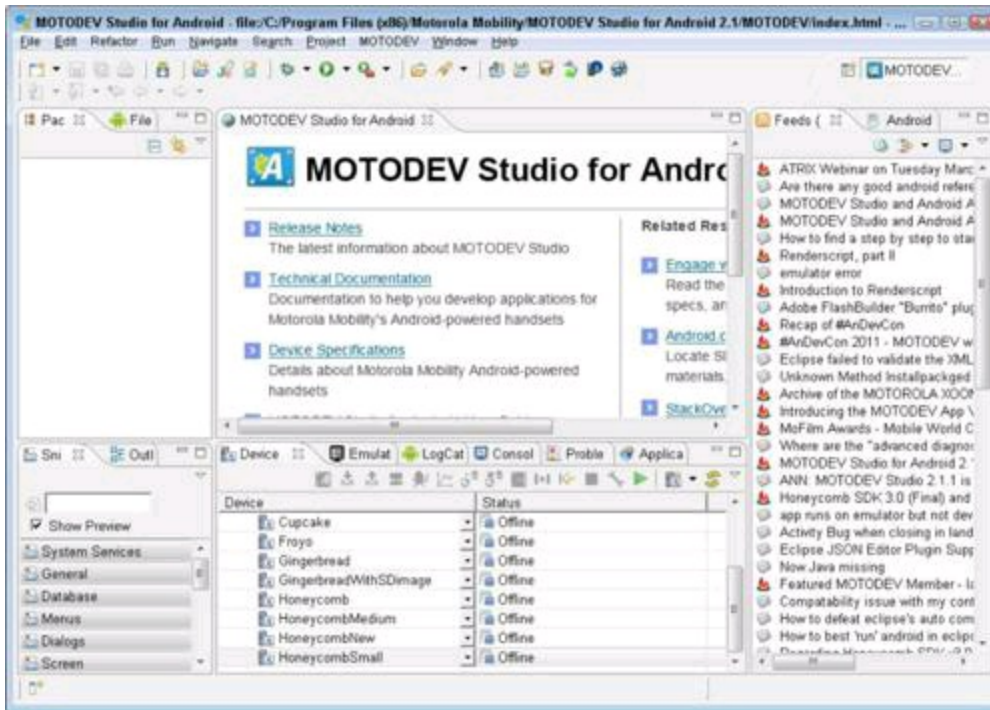 MOTODEV Studio for Android - file:/C:/Program Files (x86)/Motorola Mobility/MOTODEV Studio for Android 2.1/MOTODEV/index.html - ...
File Edit Refactor Run Navigate Search Project MOTODEV Window Help
MOTODEV...
Pac
File
MOTODEV Studio for Android
MOTODEV Studio for Andro
Release Notes
The latest information about MOTODEV Studio
Technical Documentation
Documentation to help you develop applications for
Motorola Mobility's Android-powered handsets
Device Specifications
Details about Motorola Mobility Android-powered
handsets
Related Res
Engage w
Read the
specs, an
Android.c
Locate SD
materials,
StackOve
Feeds (
Android
ATRIX Webinar on Tuesday Marc
Are there any good android refere
MOTODEV Studio and Android A
MOTODEV Studio and Android A
How to find a step by step to star
Renderscript, part II
emulator error
Introduction to Renderscript
Adobe FlashBuilder "Burrito" plug
Recap of #AnDevCon
#AnDevCon 2011 - MOTODEV w
Eclipse failed to validate the XML
Unknown Method Installpackged
Archive of the MOTOROLA XOOM
Introducing the MOTODEV App V
MoFilm Awards - Mobile World C
Where are the "advanced diagnos
MOTODEV Studio for Android 2
ANN: MOTODEV Studio 2.1.1 is
Honeycomb SDK 3.0 (Final) and
app runs on emulator but not dev
Activity Bug when closing in land
Eclipse JSON Editor Plugin Supp
Now Java missing
Featured MOTODEV Member - Ia
Compatability issue with my cont
How to defeat eclipse's auto com
How to best 'run' android in eclips
Sni
Outl
Show Preview
System Services
General
Database
Menus
Dialogs
Screen
Device
Emulat
LogCat
Consol
Proble
Applica
Device Status
Cupcake Offline
Froyo Offline
Gingerbread Offline
GingerbreadWithSDimage Offline
Honeycomb Offline
HoneycombMedium Offline
HoneycombNew Offline
HoneycombSmall Offline